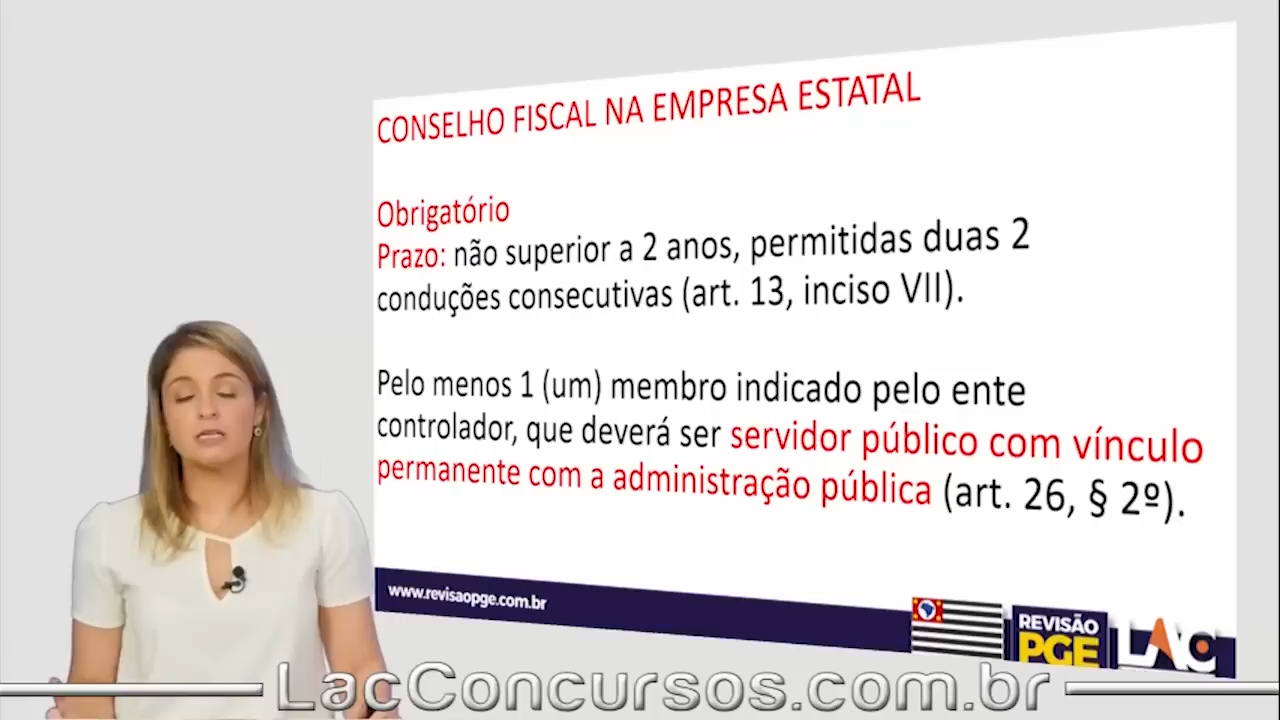 CONSELHO FISCAL NA EMPRESA ESTATAL
Obrigatório
Prazo: não superior a 2 anos, permitidas duas 2
conduções consecutivas (art. 13, inciso VII).
Pelo menos 1 (um) membro indicado pelo ente
controlador, que deverá ser servidor público com vínculo
permanente com a administração pública (art. 26, § 2º).
www.revisaopge.com.br
REVISÃO
PGE
LAC
LacConcursos.com.br